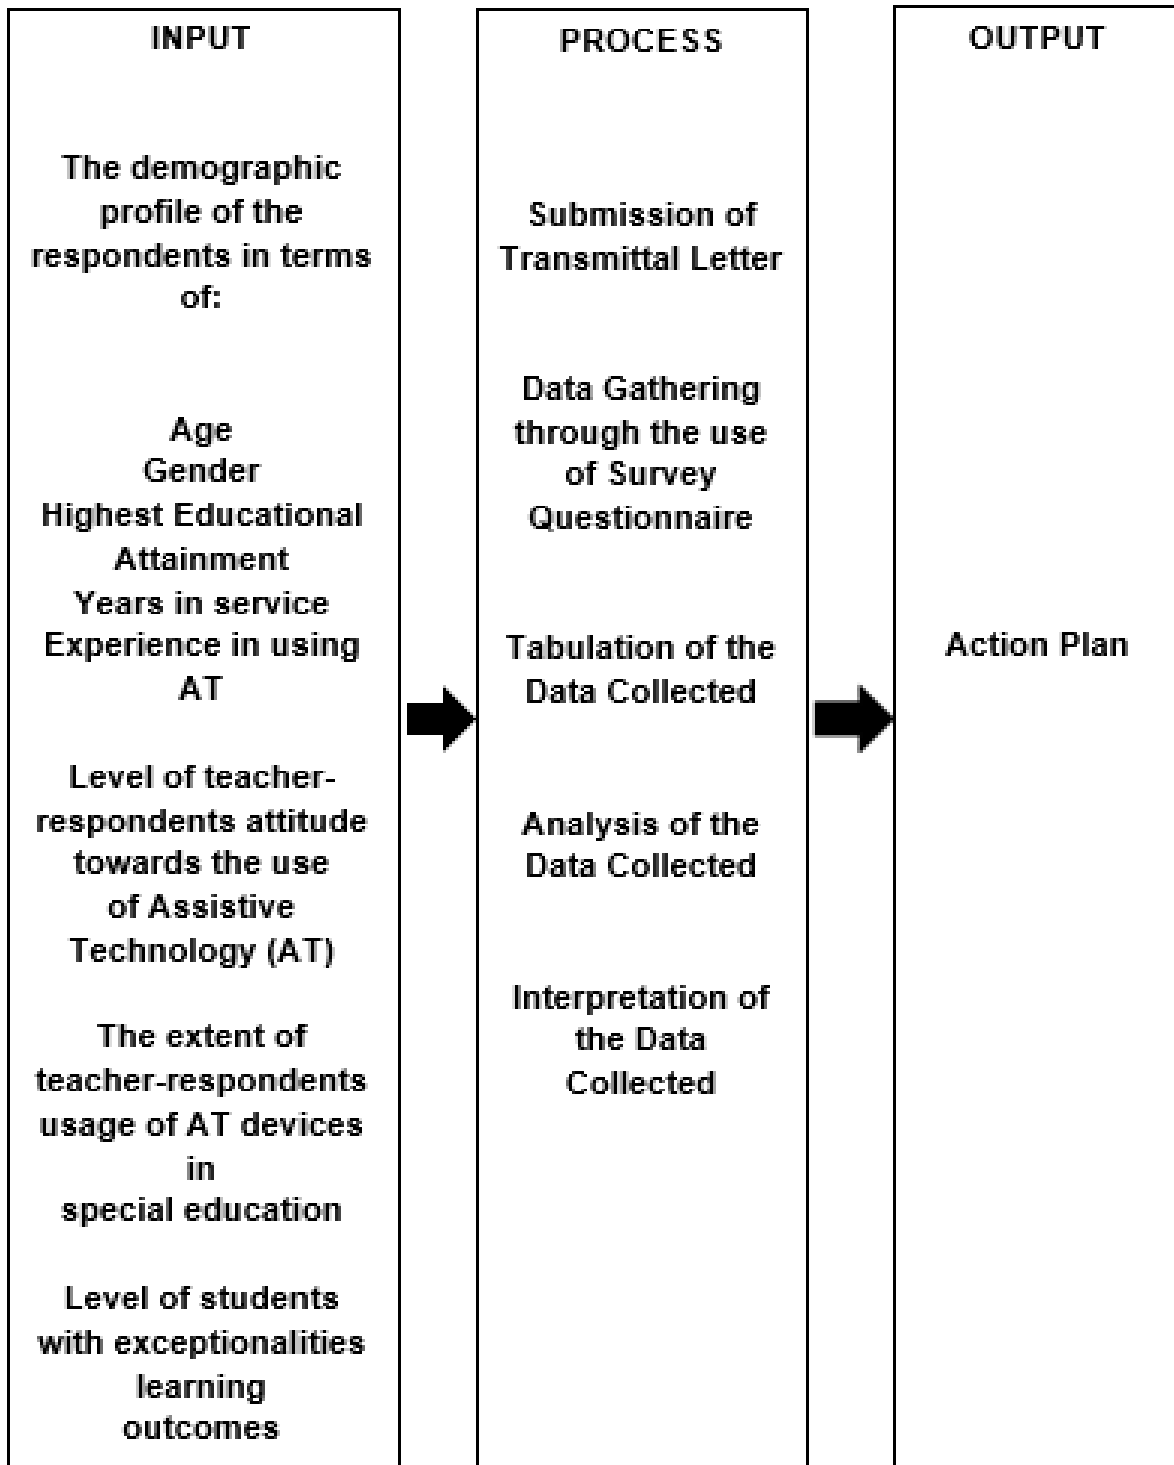 INPUT
The demographic
profile of the
respondents in terms
of:
Age
Gender
Highest Educational
Attainment
Years in service
Experience in using
AT
Level of teacher-
respondents attitude
towards the use
of Assistive
Technology (AT)
The extent of
teacher-respondents
usage of AT devices
in
special education
Level of students
with exceptionalities
learning
outcomes
PROCESS
Submission of
Transmittal Letter
Data Gathering
through the use
of Survey
Questionnaire
Tabulation of the
Data Collected
Analysis of the
Data Collected
Interpretation of
the Data
Collected
OUTPUT
Action Plan